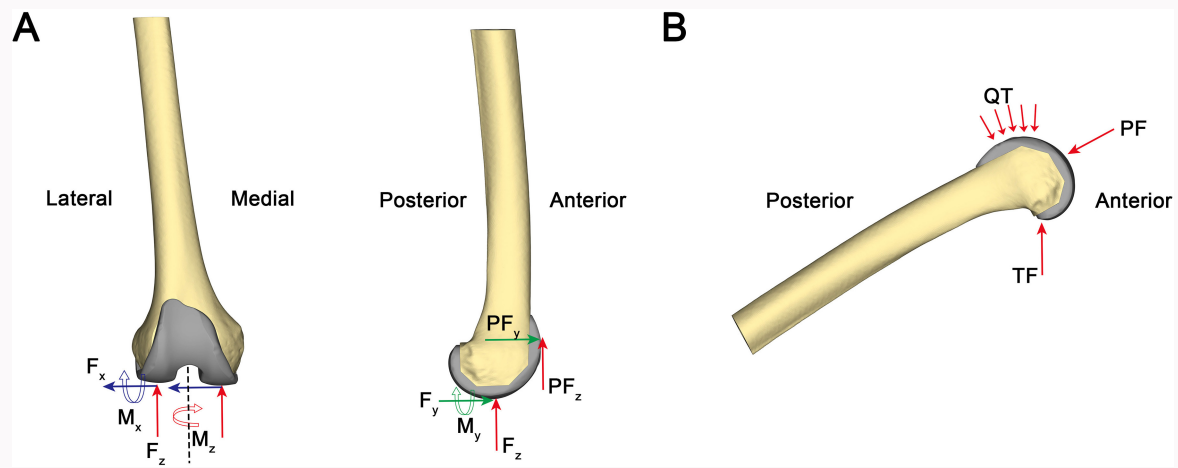 A
B
QT
PF
Lateral
Medial
Posterior
Anterior
Posterior
Anterior
TF
PFy
Fx
PFz
Mx
Fy
My
Fz
Mz
Fz